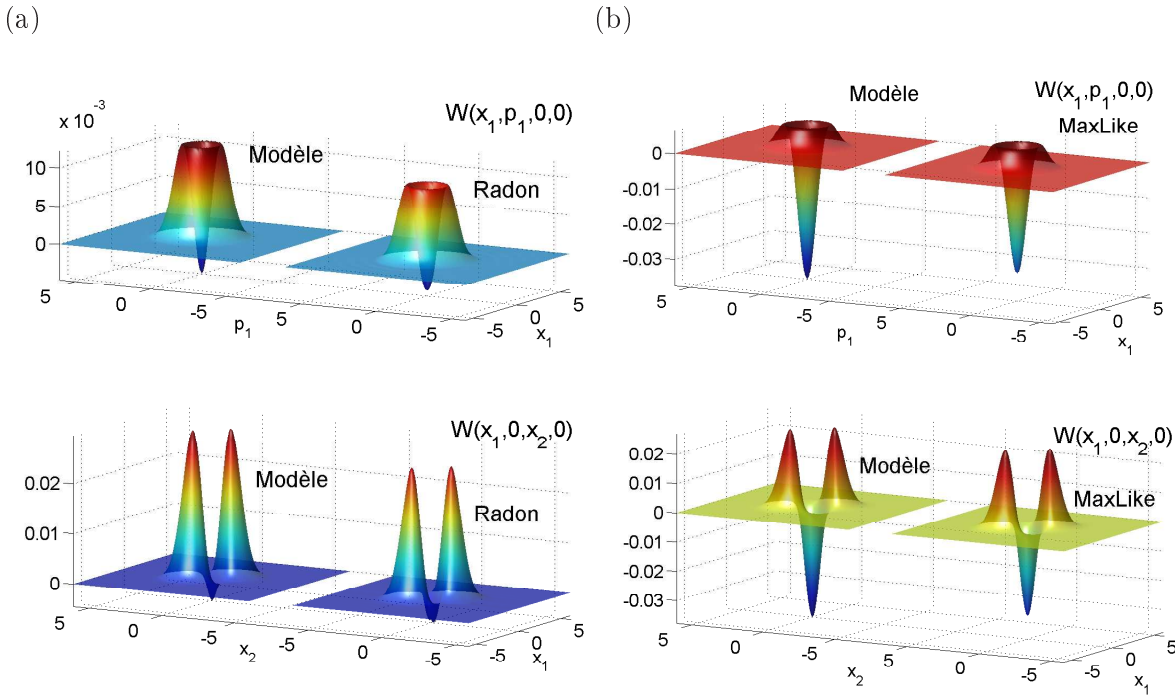 (a)
(b)
x 10^-3
W(x_1,p_1,0,0)
Modèle
Radon
10
5
0
5
0
-5
5
0
-5
p_1
-5
0
5
x_1
Modèle
W(x_1,p_1,0,0)
MaxLike
0
-0.01
-0.02
-0.03
5
0
-5
5
0
-5
p_1
-5
0
5
x_1
W(x_1,0,x_2,0)
Modèle
Radon
0.02
0.01
0
5
0
-5
5
0
-5
x_2
-5
0
5
x_1
W(x_1,0,x_2,0)
Modèle
MaxLike
0.02
0.01
0
-0.01
-0.02
-0.03
5
0
-5
5
0
-5
x_2
-5
0
5
x_1